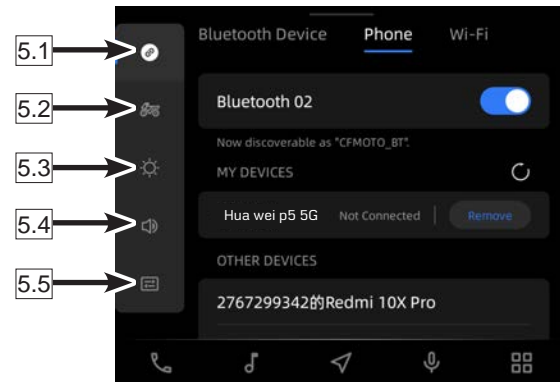 Bluetooth Device Phone Wi-Fi
5.1
Bluetooth 02
5.2
Now discoverable as "CFMOTO_BT".
5.3
MY DEVICES
5.4
Hua wei p5 5G Not Connected Remove
OTHER DEVICES
5.5
2767299342的Redmi 10X Pro